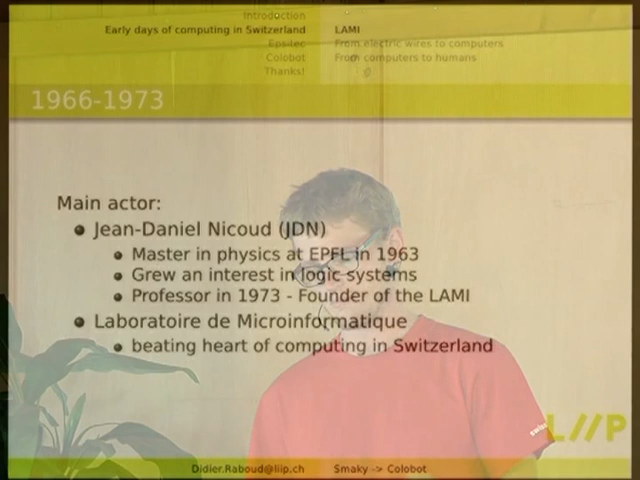 Introduction
Early days of computing in Switzerland
Epsitec
Colobot
Thanks!
LAMI
From electric wires to computers
From computers to humans
1966-1973
Main actor:
Jean-Daniel Nicoud (JDN)
Master in physics at EPFL in 1963
Grew an interest in logic systems
Professor in 1973 - Founder of the LAMI
Laboratoire de Microinformatique
beating heart of computing in Switzerland
swiss
LIIP
Didier.Raboud@liip.ch
Smaky -> Colobot